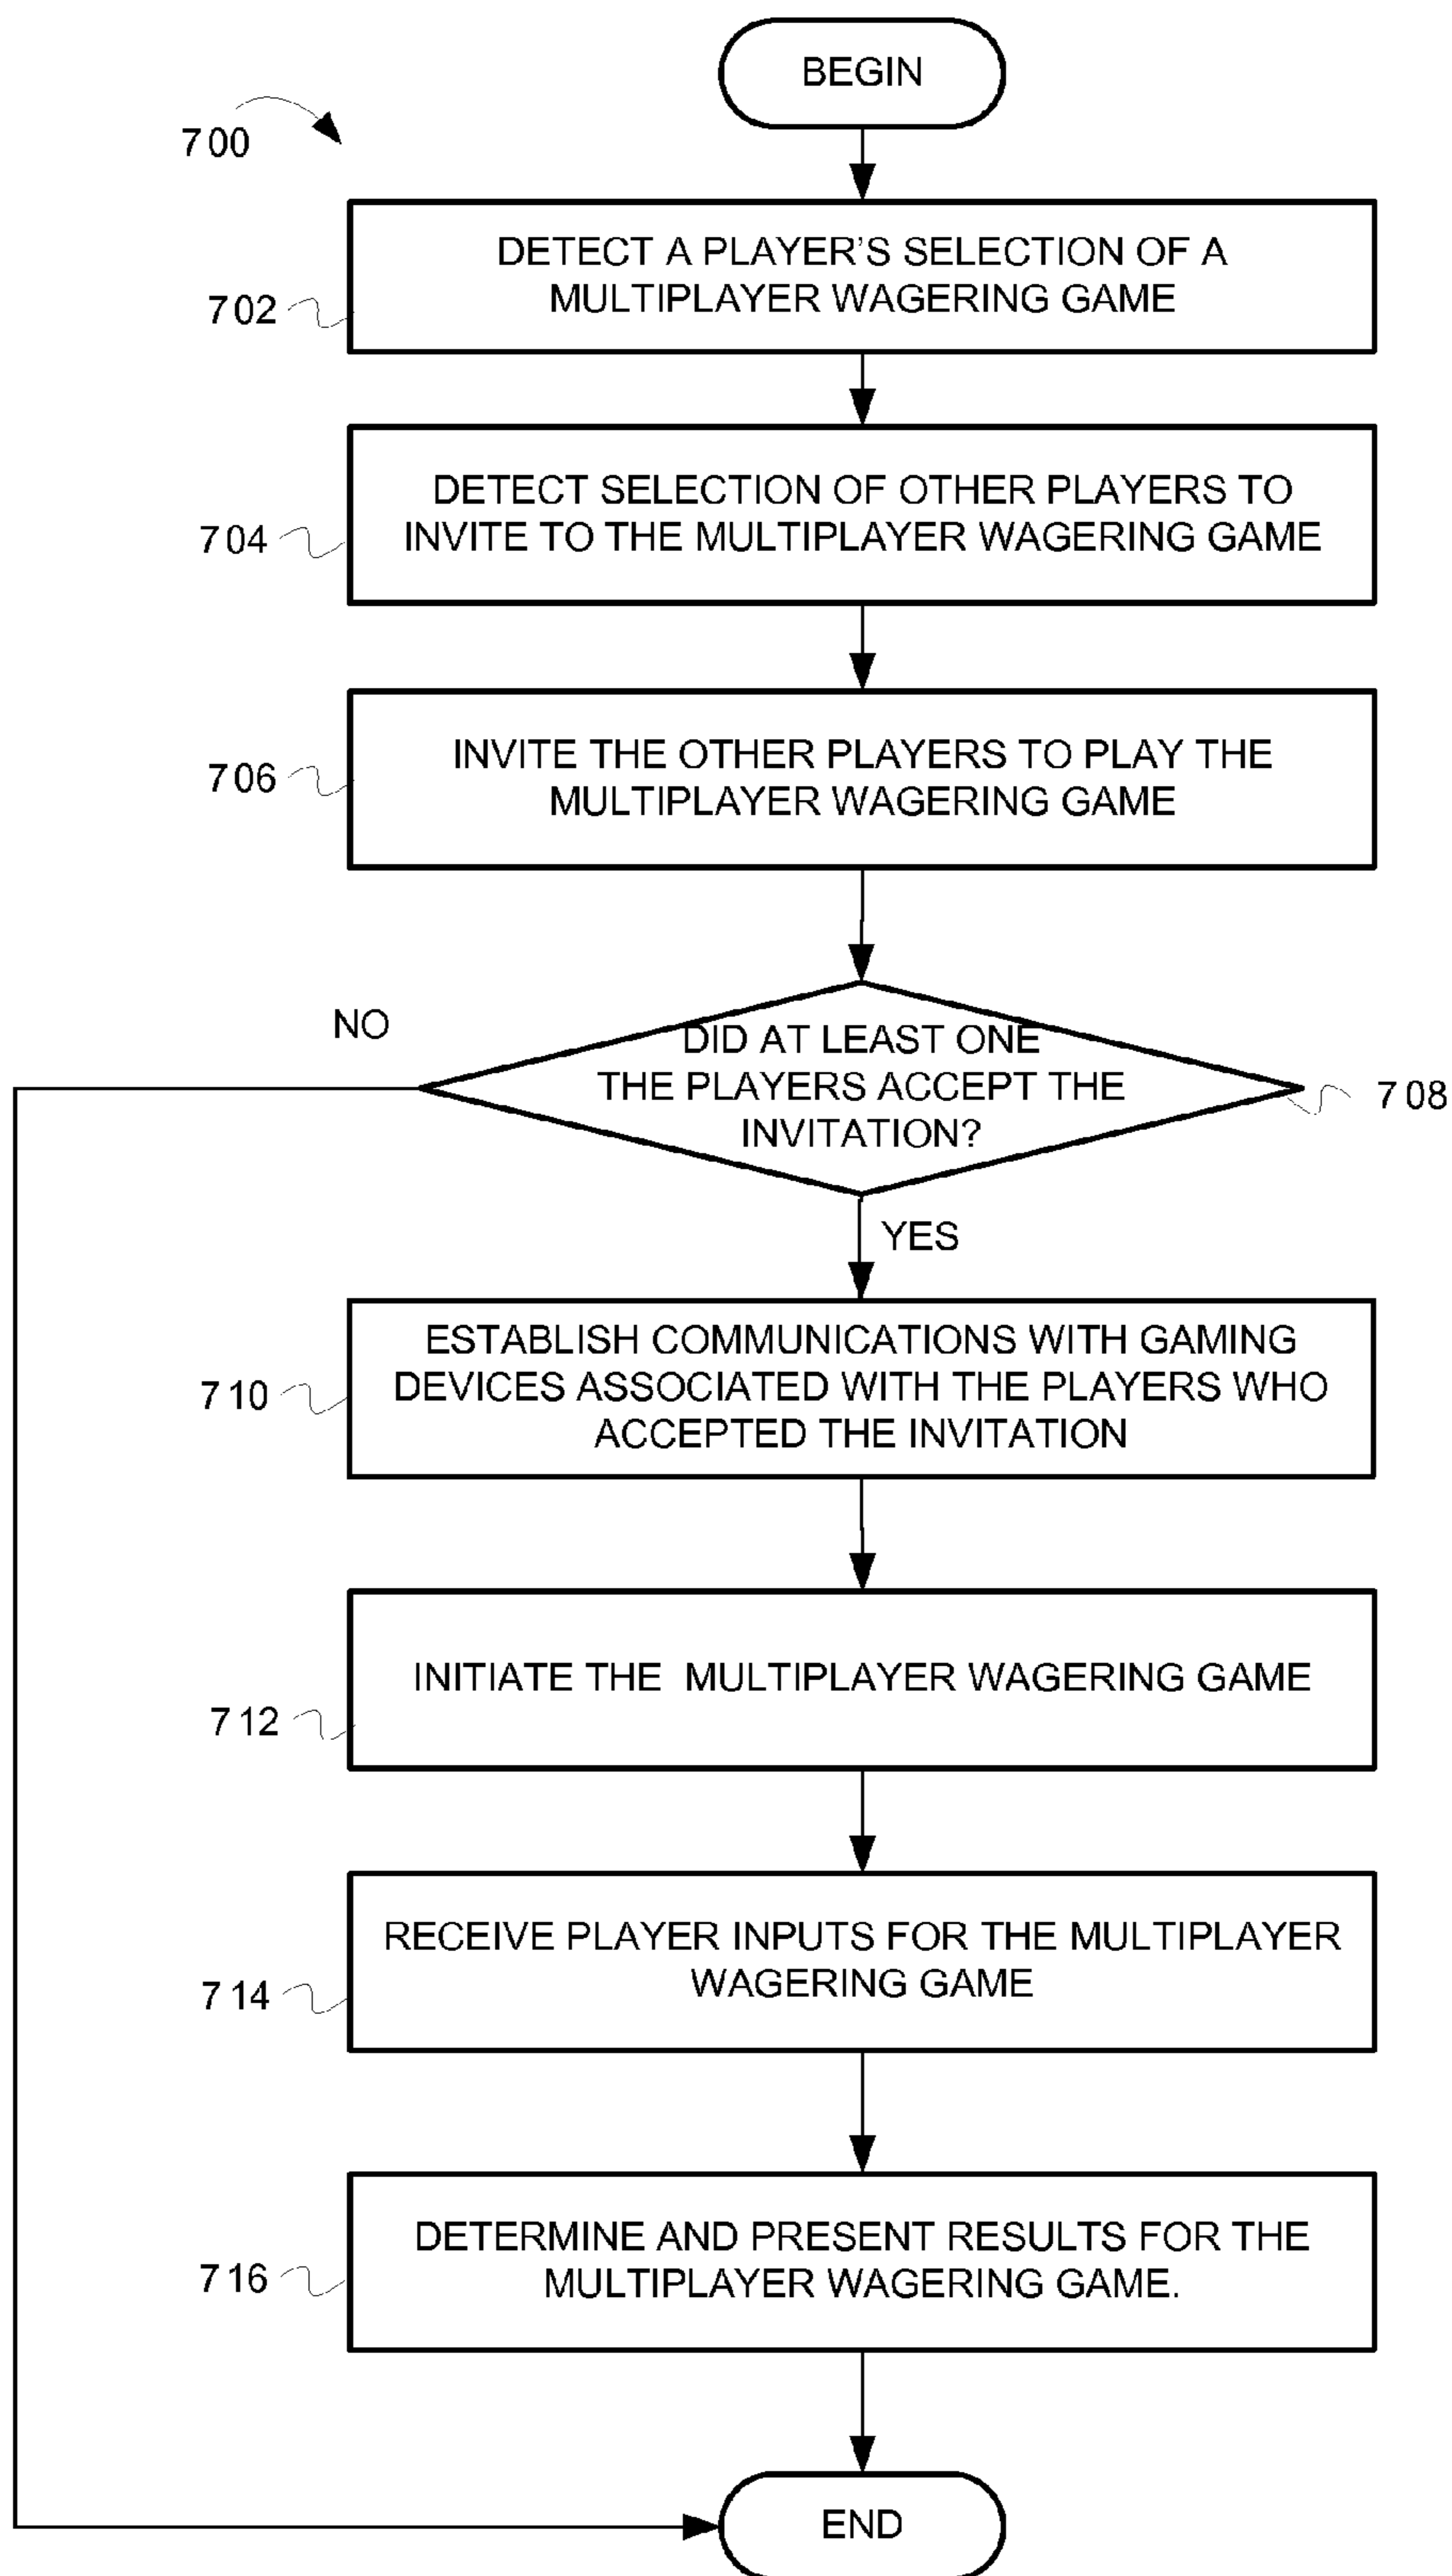 BEGIN
700
DETECT A PLAYER'S SELECTION OF A
MULTIPLAYER WAGERING GAME
702
DETECT SELECTION OF OTHER PLAYERS TO
INVITE TO THE MULTIPLAYER WAGERING GAME
704
INVITE THE OTHER PLAYERS TO PLAY THE
MULTIPLAYER WAGERING GAME
706
NO
DID AT LEAST ONE
THE PLAYERS ACCEPT THE
INVITATION?
708
YES
ESTABLISH COMMUNICATIONS WITH GAMING
DEVICES ASSOCIATED WITH THE PLAYERS WHO
ACCEPTED THE INVITATION
710
INITIATE THE MULTIPLAYER WAGERING GAME
712
RECEIVE PLAYER INPUTS FOR THE MULTIPLAYER
WAGERING GAME
714
DETERMINE AND PRESENT RESULTS FOR THE
MULTIPLAYER WAGERING GAME.
716
END